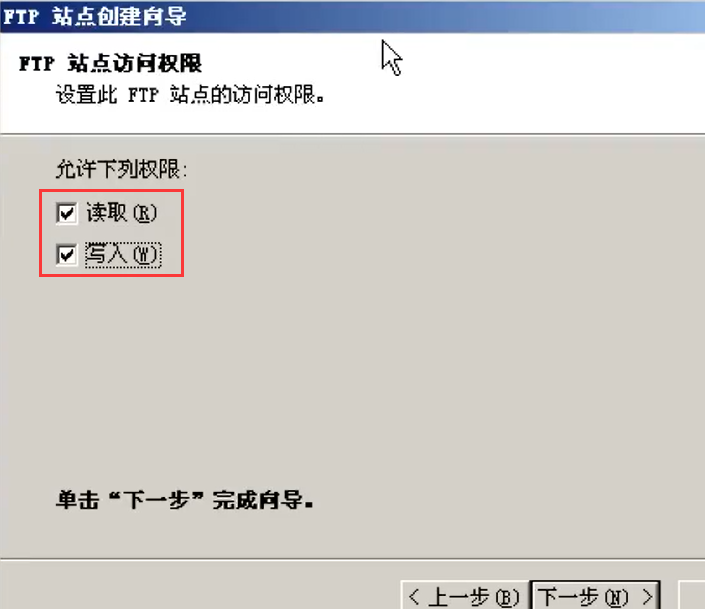 FTP 站点创建向导
FTP 站点访问权限
设置此 FTP 站点的访问权限。
允许下列权限:
读取(R)
写入(W)
单击“下一步”完成向导。
< 上一步(B) 下一步(N) >